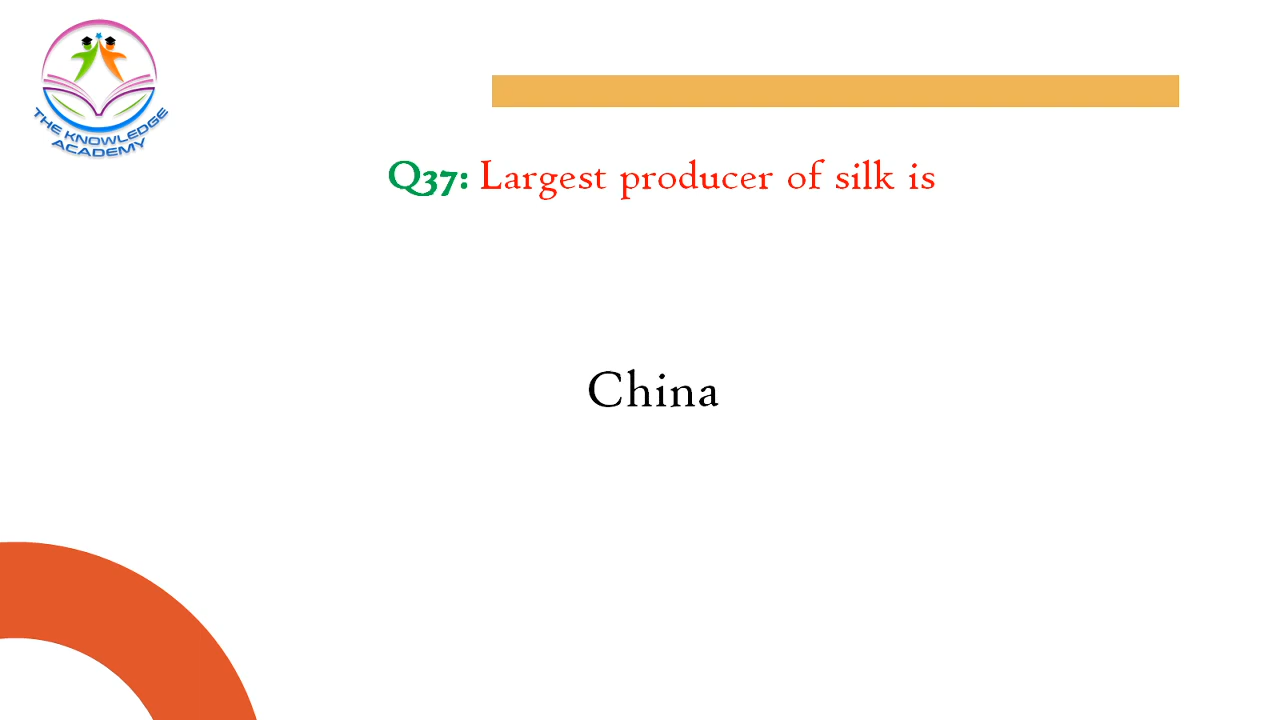 THE KNOWLEDGE
ACADEMY
Q37: Largest producer of silk is
China